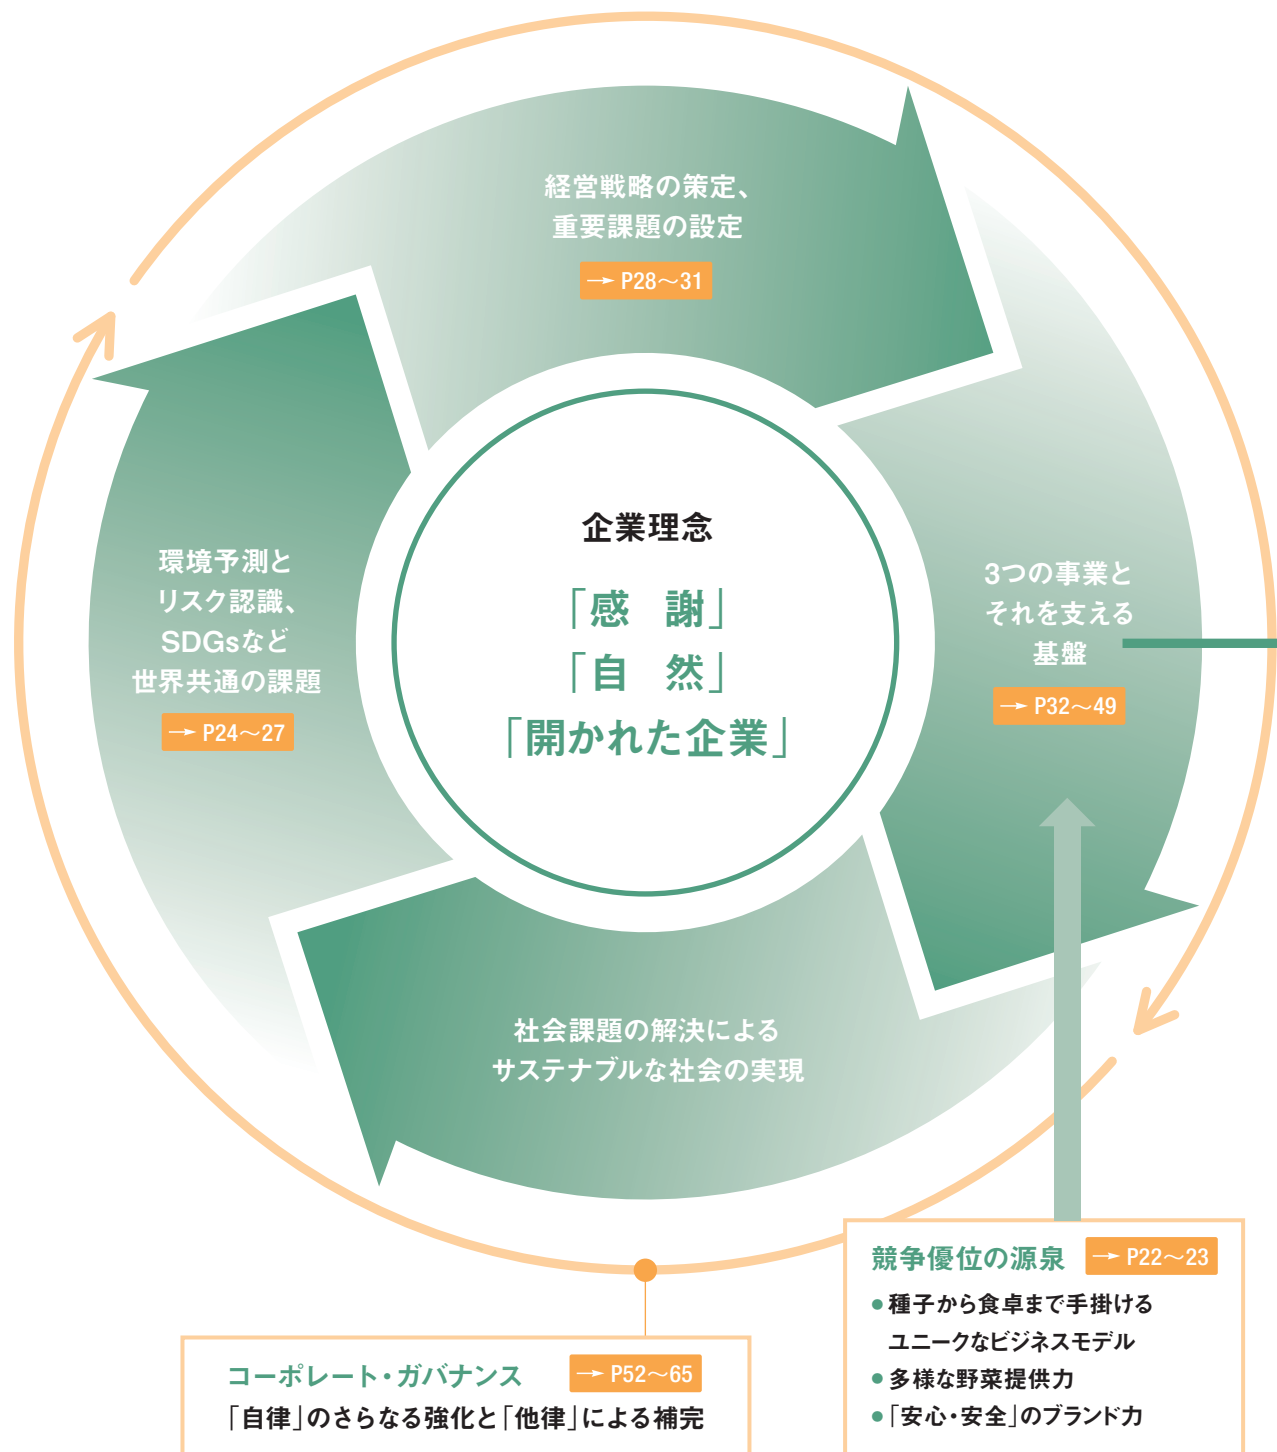 経営戦略の策定、
重要課題の設定
→ P28〜31
環境予測と
リスク認識、
SDGsなど
世界共通の課題
→ P24〜27
企業理念
「感　謝」
「自　然」
「開かれた企業」
3つの事業と
それを支える
基盤
→ P32〜49
社会課題の解決による
サステナブルな社会の実現
コーポレート・ガバナンス → P52〜65
「自律」のさらなる強化と「他律」による補完
競争優位の源泉 → P22〜23
● 種子から食卓まで手掛ける
ユニークなビジネスモデル
● 多様な野菜提供力
● 「安心・安全」のブランド力